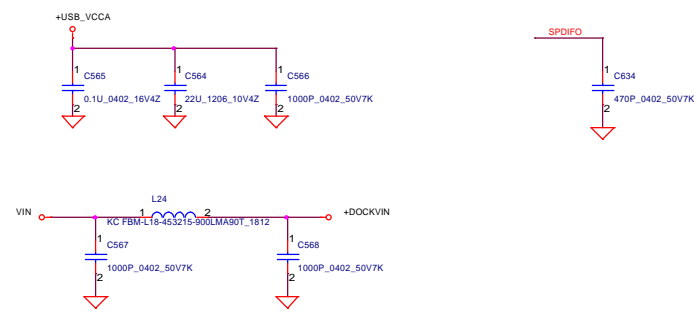 +USB_VCCA
SPDIFO
1 1 1 1
C565 C564 C566 C634
0.1U_0402_16V4Z 22U_1206_10V4Z 1000P_0402_50V7K 470P_0402_50V7K
2 2 2 2
L24
VIN 1 2 +DOCKVIN
KC FBM-L18-453215-900LMA90T_1812
1 1
C567 C568
1000P_0402_50V7K 1000P_0402_50V7K
2 2